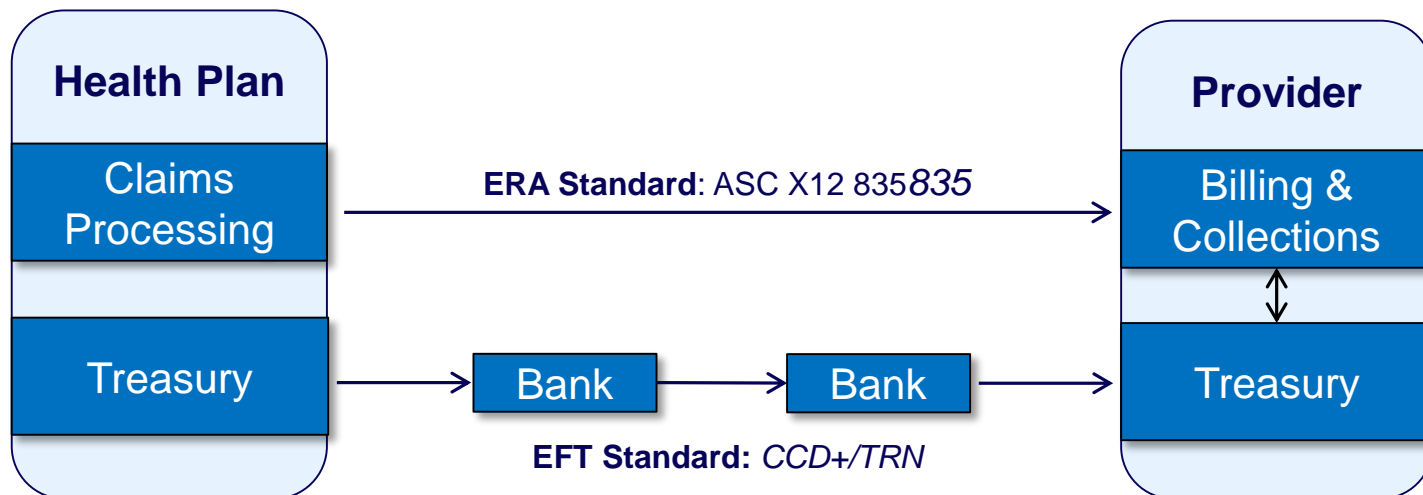 Health Plan
Provider
Claims
Processing
ERA Standard: ASC X12 835835
Billing &
Collections
Treasury
Bank
Bank
Treasury
EFT Standard: CCD+/TRN